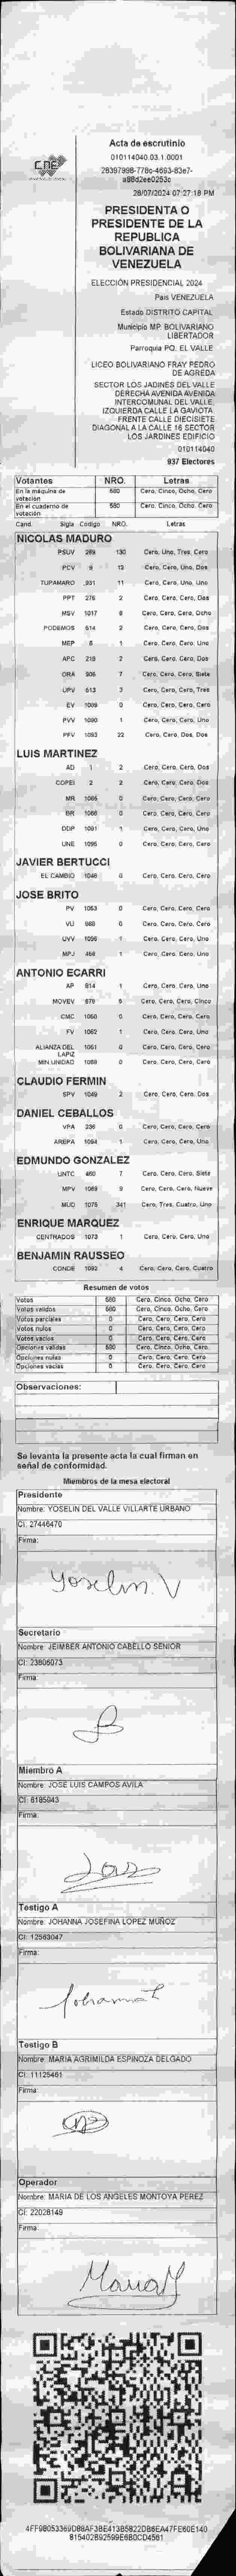 CNE
Acta de escrutinio
010114040.03.1.0001
28/07/2024 07:27:18 PM
PRESIDENTA O
PRESIDENTE DE LA
REPUBLICA
BOLIVARIANA DE
VENEZUELA
ELECCIÓN PRESIDENCIAL 2024
Pais VENEZUELA
Estado DISTRITO CAPITAL
Municipio MP. BOLIVARIANO
LIBERTADOR
Parroquia PQ. EL VALLE
LICEO BOLIVARIANO FRAY PEDRO
DE AGREDA
SECTOR LOS JADINES DEL VALLE
DERECHA AVENIDA AVENIDA
INTERCOMUNAL DEL VALLE.
IZQUIERDA CALLE LA GAVIOTA.
FRENTE CALLE DIECISIETE
DIAGONAL A LA CALLE 16 SECTOR
LOS JARDINES EDIFICIO
010114040
937 Electores
Votantes NRO. Letras
En la máquina de votación 580 Cero, Cinco, Ocho, Cero
En el cuaderno de votación 580 Cero, Cinco, Ocho, Cero
Cand. Sigla Codigo NRO. Letras
NICOLAS MADURO
PSUV 269 130 Cero, Uno, Tres, Cero
PCV 9 12 Cero, Cero, Uno, Dos
TUPAMARO 931 11 Cero, Cero, Uno, Uno
PPT 276 2 Cero, Cero, Cero, Dos
MSV 1017 8 Cero, Cero, Cero, Ocho
PODEMOS 614 2 Cero, Cero, Cero, Dos
MEP 6 1 Cero, Cero, Cero, Uno
APC 219 2 Cero, Cero, Cero, Dos
ORA 906 7 Cero, Cero, Cero, Siete
UPV 613 3 Cero, Cero, Cero, Tres
EV 1009 0 Cero, Cero, Cero, Cero
PVV 1090 1 Cero, Cero, Cero, Uno
PFV 1093 22 Cero, Cero, Dos, Dos
LUIS MARTINEZ
AD 1 2 Cero, Cero, Cero, Dos
COPEI 2 2 Cero, Cero, Cero, Dos
MR 1065 0 Cero, Cero, Cero, Cero
BR 1066 0 Cero, Cero, Cero, Cero
DDP 1091 1 Cero, Cero, Cero, Uno
UNE 1095 0 Cero, Cero, Cero, Cero
JAVIER BERTUCCI
EL CAMBIO 1048 0 Cero, Cero, Cero, Cero
JOSE BRITO
PV 1053 0 Cero, Cero, Cero, Cero
VU 968 0 Cero, Cero, Cero, Cero
UVV 1096 1 Cero, Cero, Cero, Uno
MPJ 458 1 Cero, Cero, Cero, Uno
ANTONIO ECARRI
AP 914 1 Cero, Cero, Cero, Uno
MOVEV 878 5 Cero, Cero, Cero, Cinco
CMC 1060 0 Cero, Cero, Cero, Cero
FV 1062 1 Cero, Cero, Cero, Uno
ALIANZA DEL LAPIZ 1061 0 Cero, Cero, Cero, Cero
MIN UNIDAD 1088 0 Cero, Cero, Cero, Cero
CLAUDIO FERMIN
SPV 1049 2 Cero, Cero, Cero, Dos
DANIEL CEBALLOS
VPA 236 0 Cero, Cero, Cero, Cero
AREPA 1094 1 Cero, Cero, Cero, Uno
EDMUNDO GONZALEZ
UNTC 460 7 Cero, Cero, Cero, Siete
MPV 1069 9 Cero, Cero, Cero, Nueve
MUD 1075 341 Cero, Tres, Cuatro, Uno
ENRIQUE MARQUEZ
CENTRADOS 1073 1 Cero, Cero, Cero, Uno
BENJAMIN RAUSSEO
CONDE 1092 4 Cero, Cero, Cero, Cuatro
Resumen de votos
Votos 580 Cero, Cinco, Ocho, Cero
Votos validos 580 Cero, Cinco, Ocho, Cero
Votos parciales 0 Cero, Cero, Cero, Cero
Votos nulos 0 Cero, Cero, Cero, Cero
Votos vacios 0 Cero, Cero, Cero, Cero
Opciones validas 580 Cero, Cinco, Ocho, Cero
Opciones nulas 0 Cero, Cero, Cero, Cero
Opciones vacias 0 Cero, Cero, Cero, Cero
Observaciones:
Se levanta la presente acta la cual firman en
señal de conformidad.
Miembros de la mesa electoral
Presidente
Nombre: YOSELIN DEL VALLE VILLARTE URBANO
CI: 27446470
Firma:
Yoselin V
Secretario
Nombre: JEIMBER ANTONIO CABELLO SENIOR
CI: 23805073
Firma:
Miembro A
Nombre: JOSE LUIS CAMPOS AVILA
CI: 6185943
Firma:
Testigo A
Nombre: JOHANNA JOSEFINA LOPEZ MUÑOZ
CI: 12563047
Firma:
Testigo B
Nombre: MARIA AGRIMILDA ESPINOZA DELGADO
CI: 11125461
Firma:
Operador
Nombre: MARIA DE LOS ANGELES MONTOYA PEREZ
CI: 22028149
Firma:
Maria M